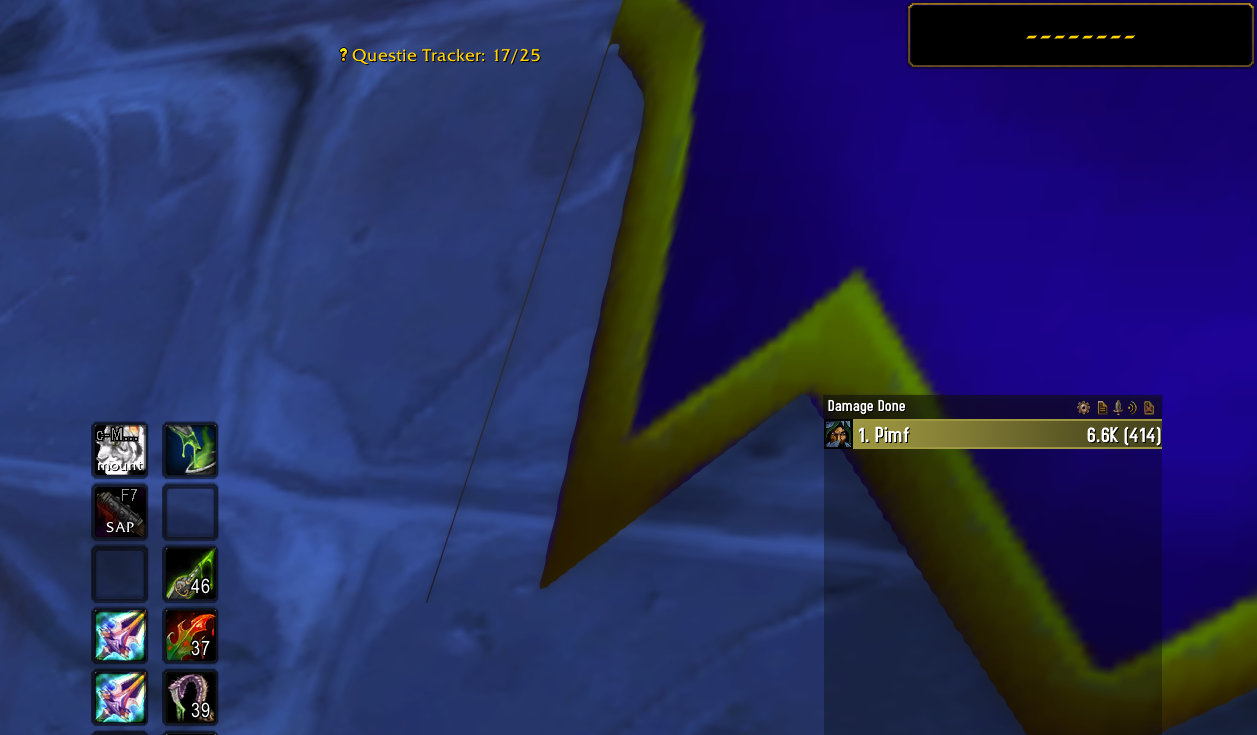 ? Questie Tracker: 17/25
--------
Damage Done
1. Pimf 6.6K (414)
c-M...
mount
F7
SAP
46
37
39